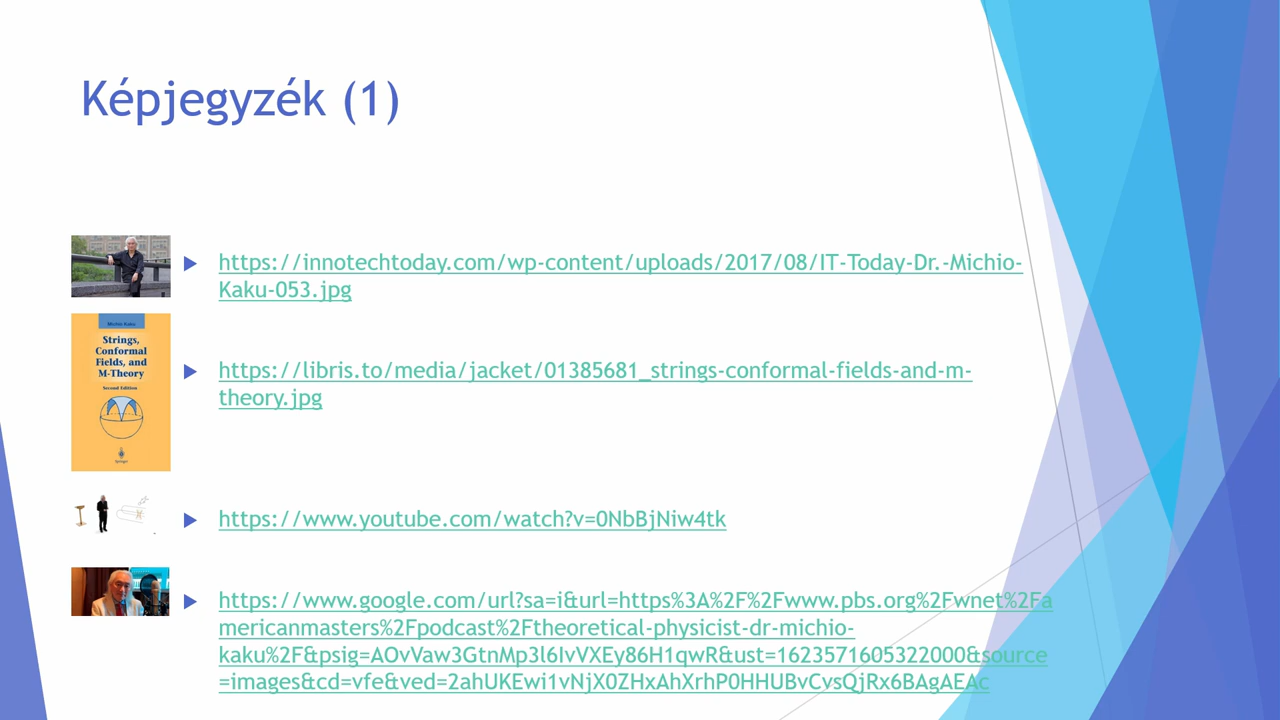 Képjegyzék (1)
https://innotechtoday.com/wp-content/uploads/2017/08/IT-Today-Dr.-Michio-
Kaku-053.jpg
Michio Kaku
Strings,
Conformal
Fields, and
M-Theory
Second Edition
Springer
https://libris.to/media/jacket/01385681_strings-conformal-fields-and-m-
theory.jpg
https://www.youtube.com/watch?v=0NbBjNiw4tk
https://www.google.com/url?sa=i&url=https%3A%2F%2Fwww.pbs.org%2Fwnet%2Fa
mericanmasters%2Fpodcast%2Ftheoretical-physicist-dr-michio-
kaku%2F&psig=AOvVaw3GtnMp3l6IvVXEy86H1qwR&ust=1623571605322000&source
=images&cd=vfe&ved=2ahUKEwi1vNjX0ZHxAhXrhP0HHUBvCvsQjRx6BAgAEAc